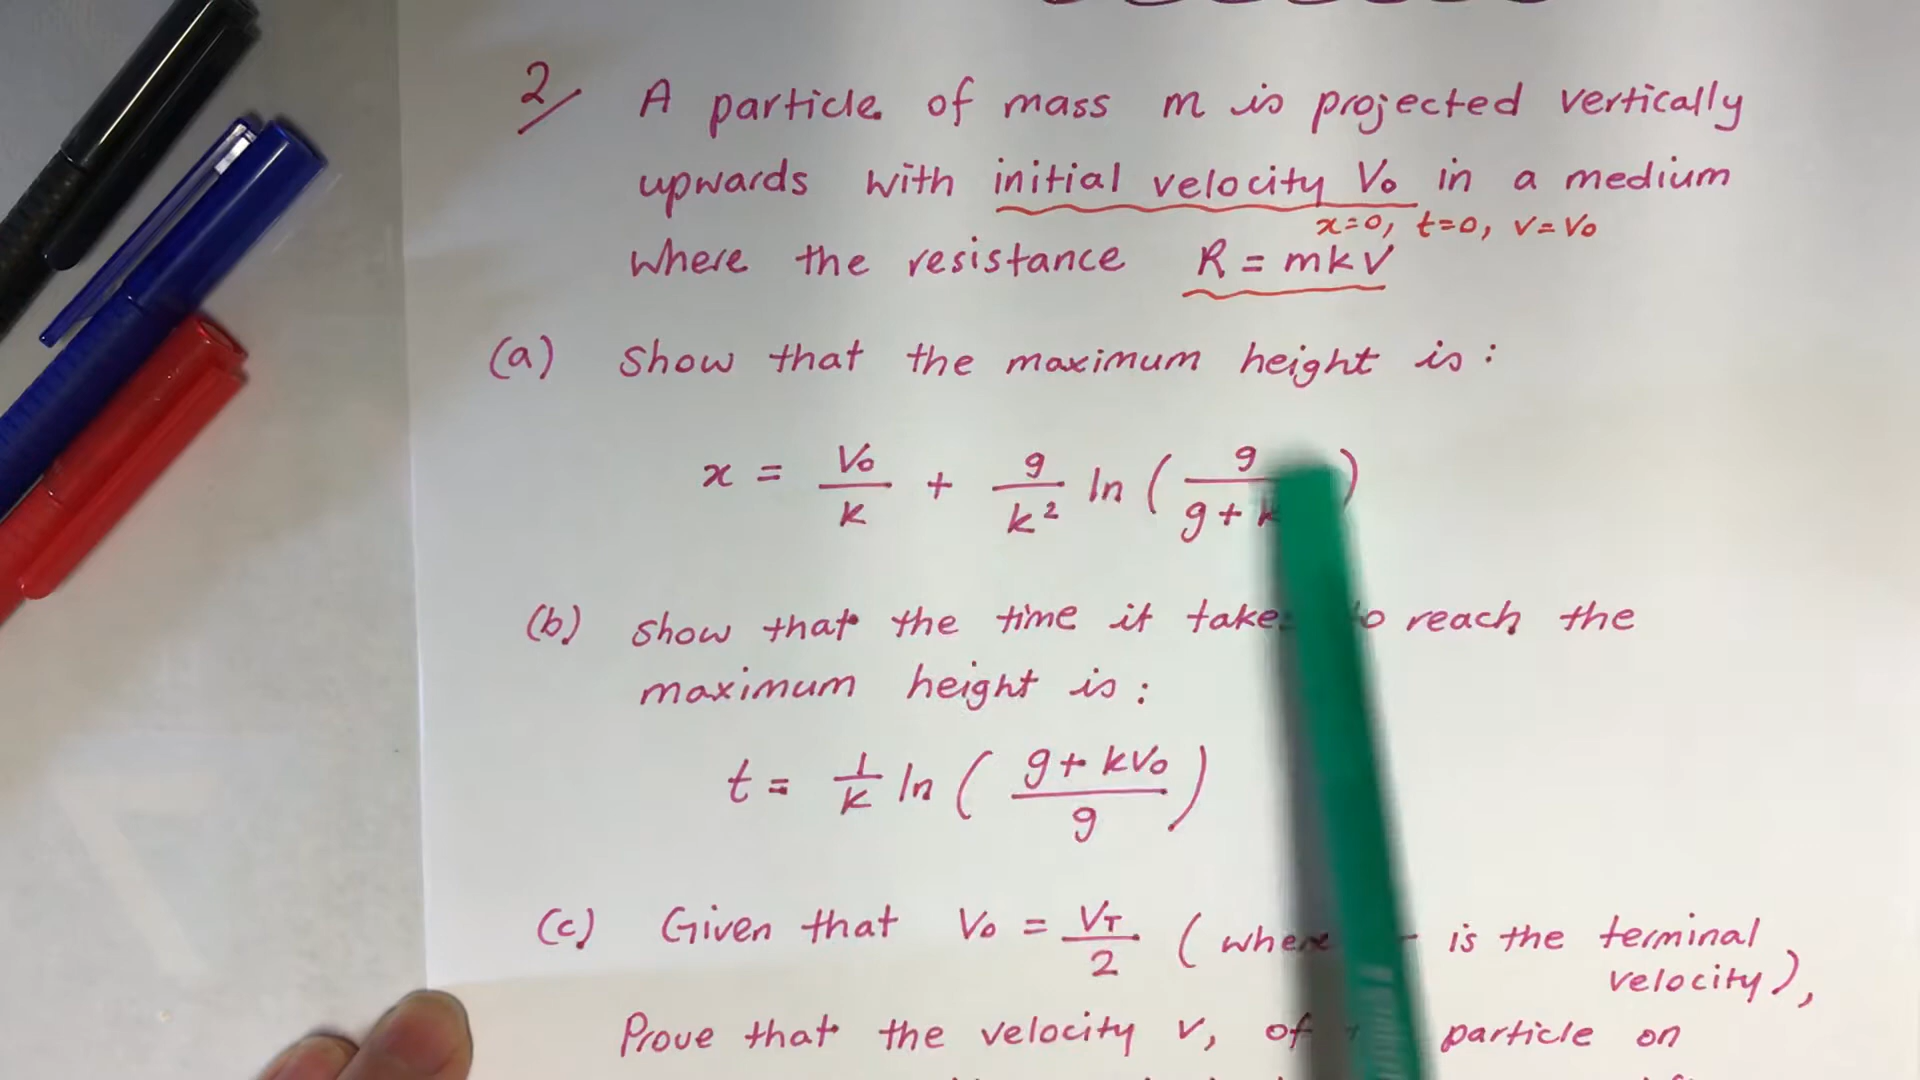 2/ A particle of mass m is projected vertically
upwards with initial velocity V₀ in a medium
x=0, t=0, v=V₀
where the resistance R = mkV
(a) Show that the maximum height is:
x = V₀/k + g/k² ln ( g/g+k )
(b) Show that the time it takes to reach the
maximum height is:
t = 1/k ln ( g+kV₀/g )
(c) Given that V₀ = V_T/2 ( where is the terminal
velocity),
Prove that the velocity v, of particle on